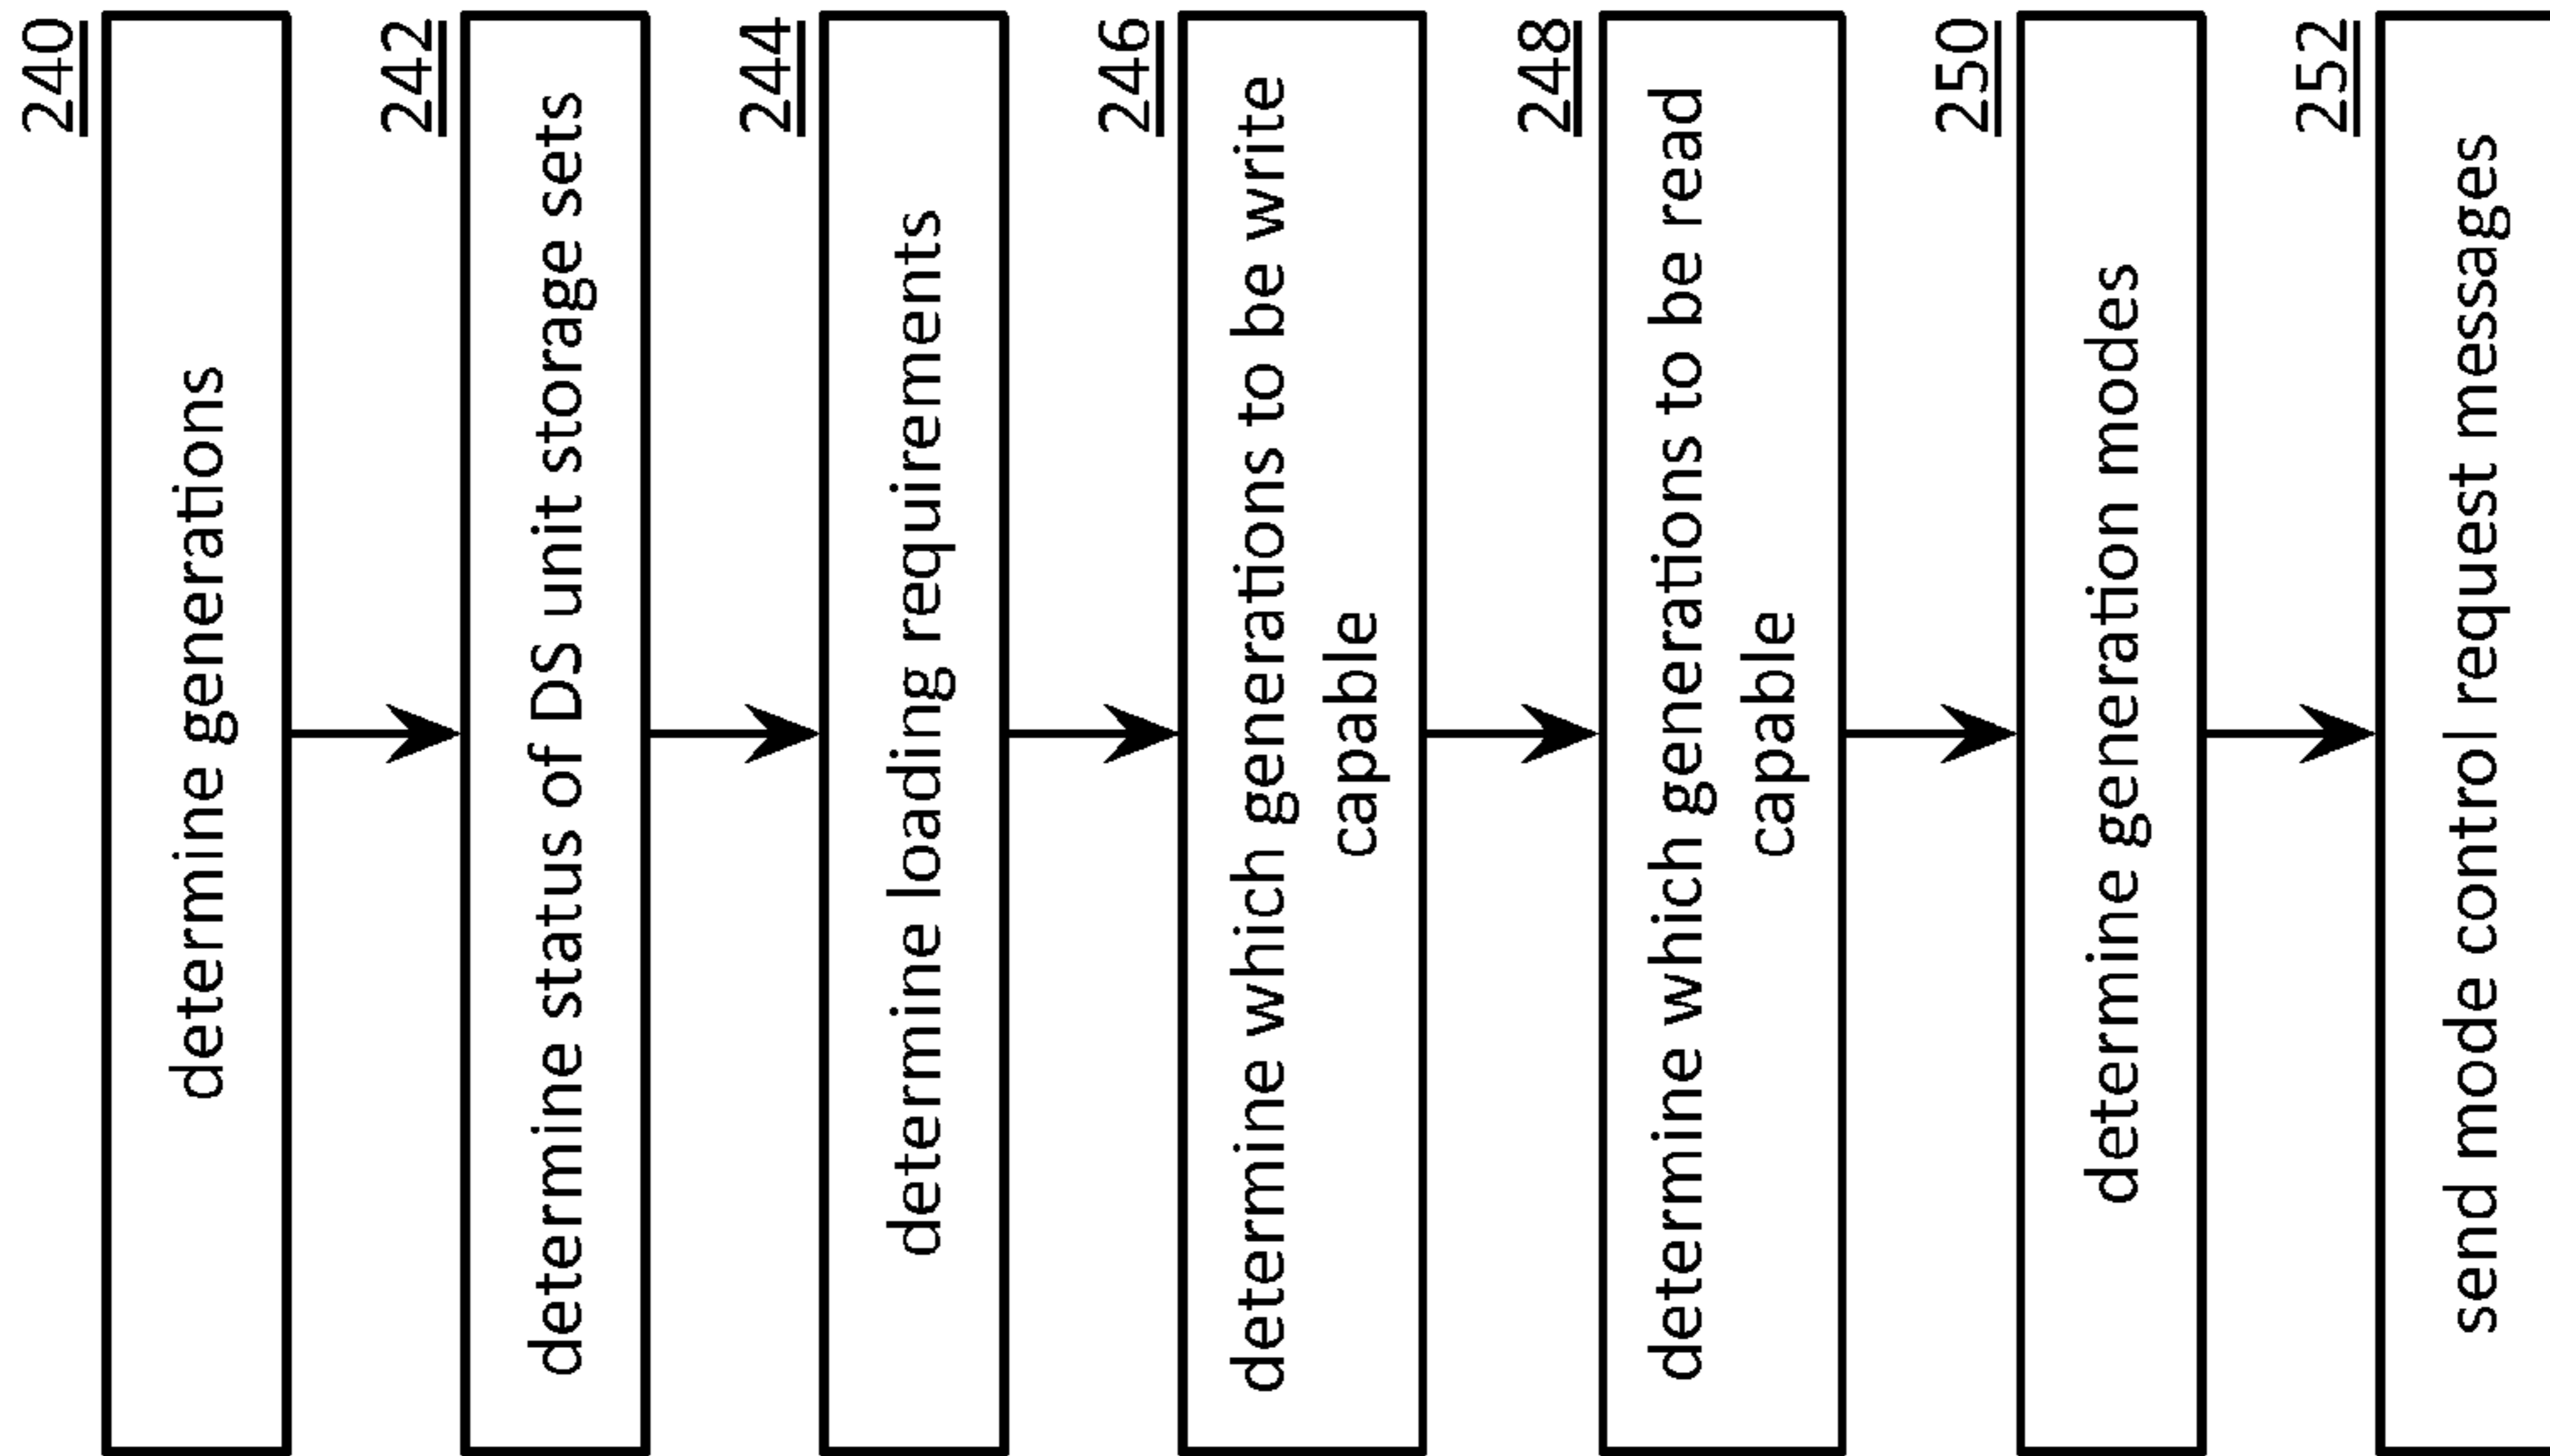 240
determine generations
242
determine status of DS unit storage sets
244
determine loading requirements
246
determine which generations to be write
capable
248
determine which generations to be read
capable
250
determine generation modes
252
send mode control request messages